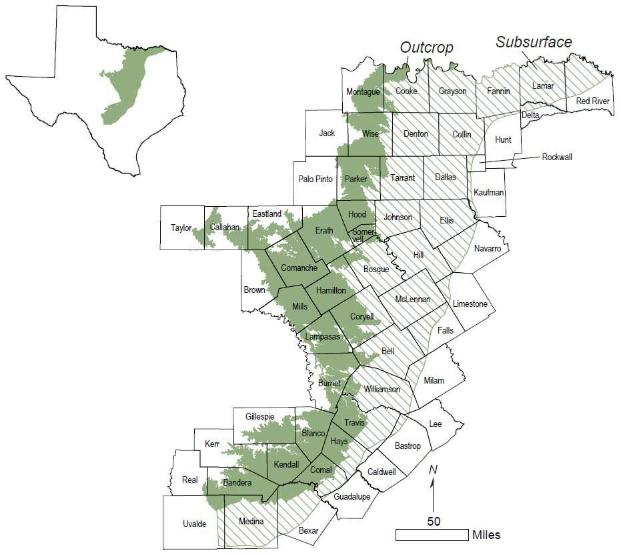 Outcrop
Subsurface
Montague
Cooke
Grayson
Fannin
Lamar
Red River
Delta
Jack
Wise
Denton
Collin
Hunt
Rockwall
Palo Pinto
Parker
Tarrant
Dallas
Kaufman
Taylor
Callahan
Eastland
Erath
Hood
Somer-
vell
Johnson
Ellis
Navarro
Comanche
Bosque
Hill
Brown
Mills
Hamilton
McLennan
Limestone
Coryell
Falls
Lampasas
Bell
Burnet
Williamson
Milam
Gillespie
Blanco
Travis
Lee
Kerr
Hays
Bastrop
Real
Bandera
Kendall
Comal
Caldwell
Guadalupe
Uvalde
Medina
Bexar
N
50
Miles